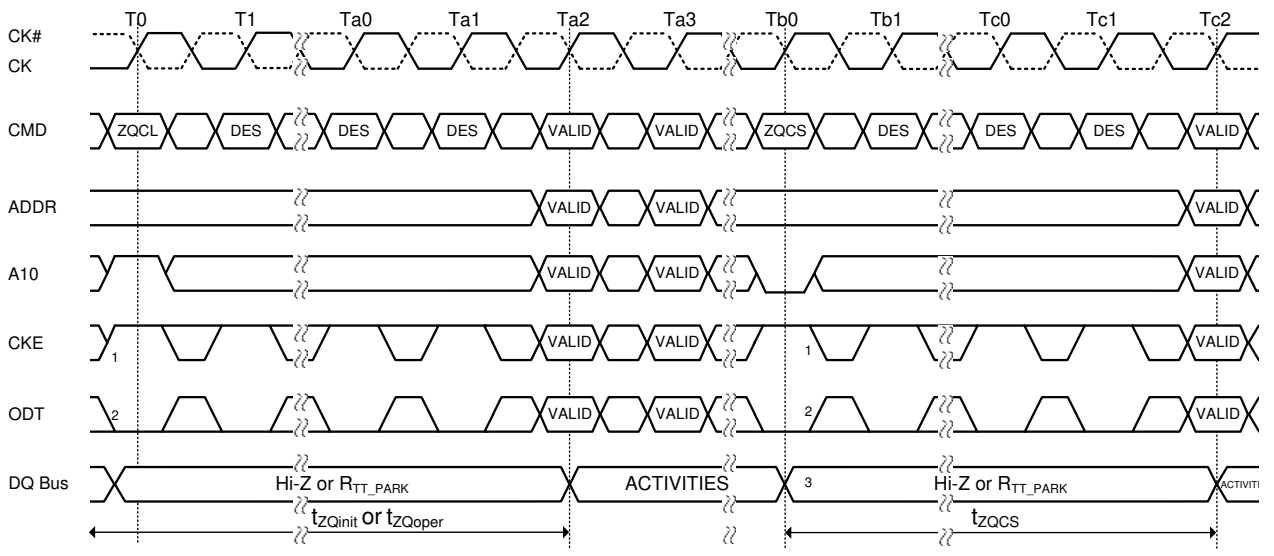 T0 T1 Ta0 Ta1 Ta2 Ta3 Tb0 Tb1 Tc0 Tc1 Tc2
CK#
CK
CMD ZQCL DES DES DES VALID VALID ZQCS DES DES DES VALID
ADDR VALID VALID VALID
A10 VALID VALID VALID
CKE 1 VALID VALID 1 VALID
ODT 2 VALID VALID 2 VALID
DQ Bus Hi-Z or RTT_PARK ACTIVITIES 3 Hi-Z or RTT_PARK ACTIVITI
tZQinit or tZQoper tZQCS